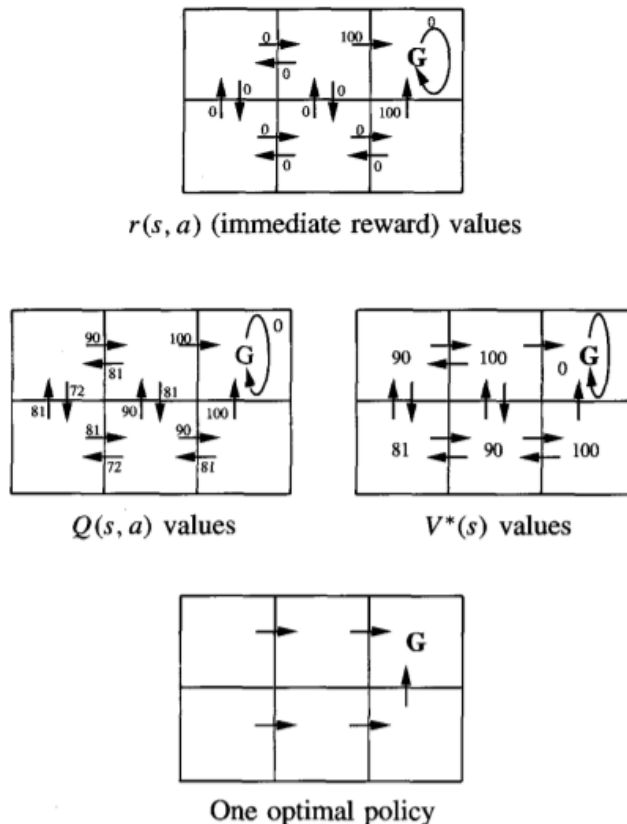 0 100 0
G
0
0 0 0 0 100
0 0
0 0
r(s, a) (immediate reward) values
90 100 0
G
81
81 72 90 81 100
81 90
72 81
Q(s, a) values
90 100 0 G
81 90 100
V*(s) values
G
One optimal policy